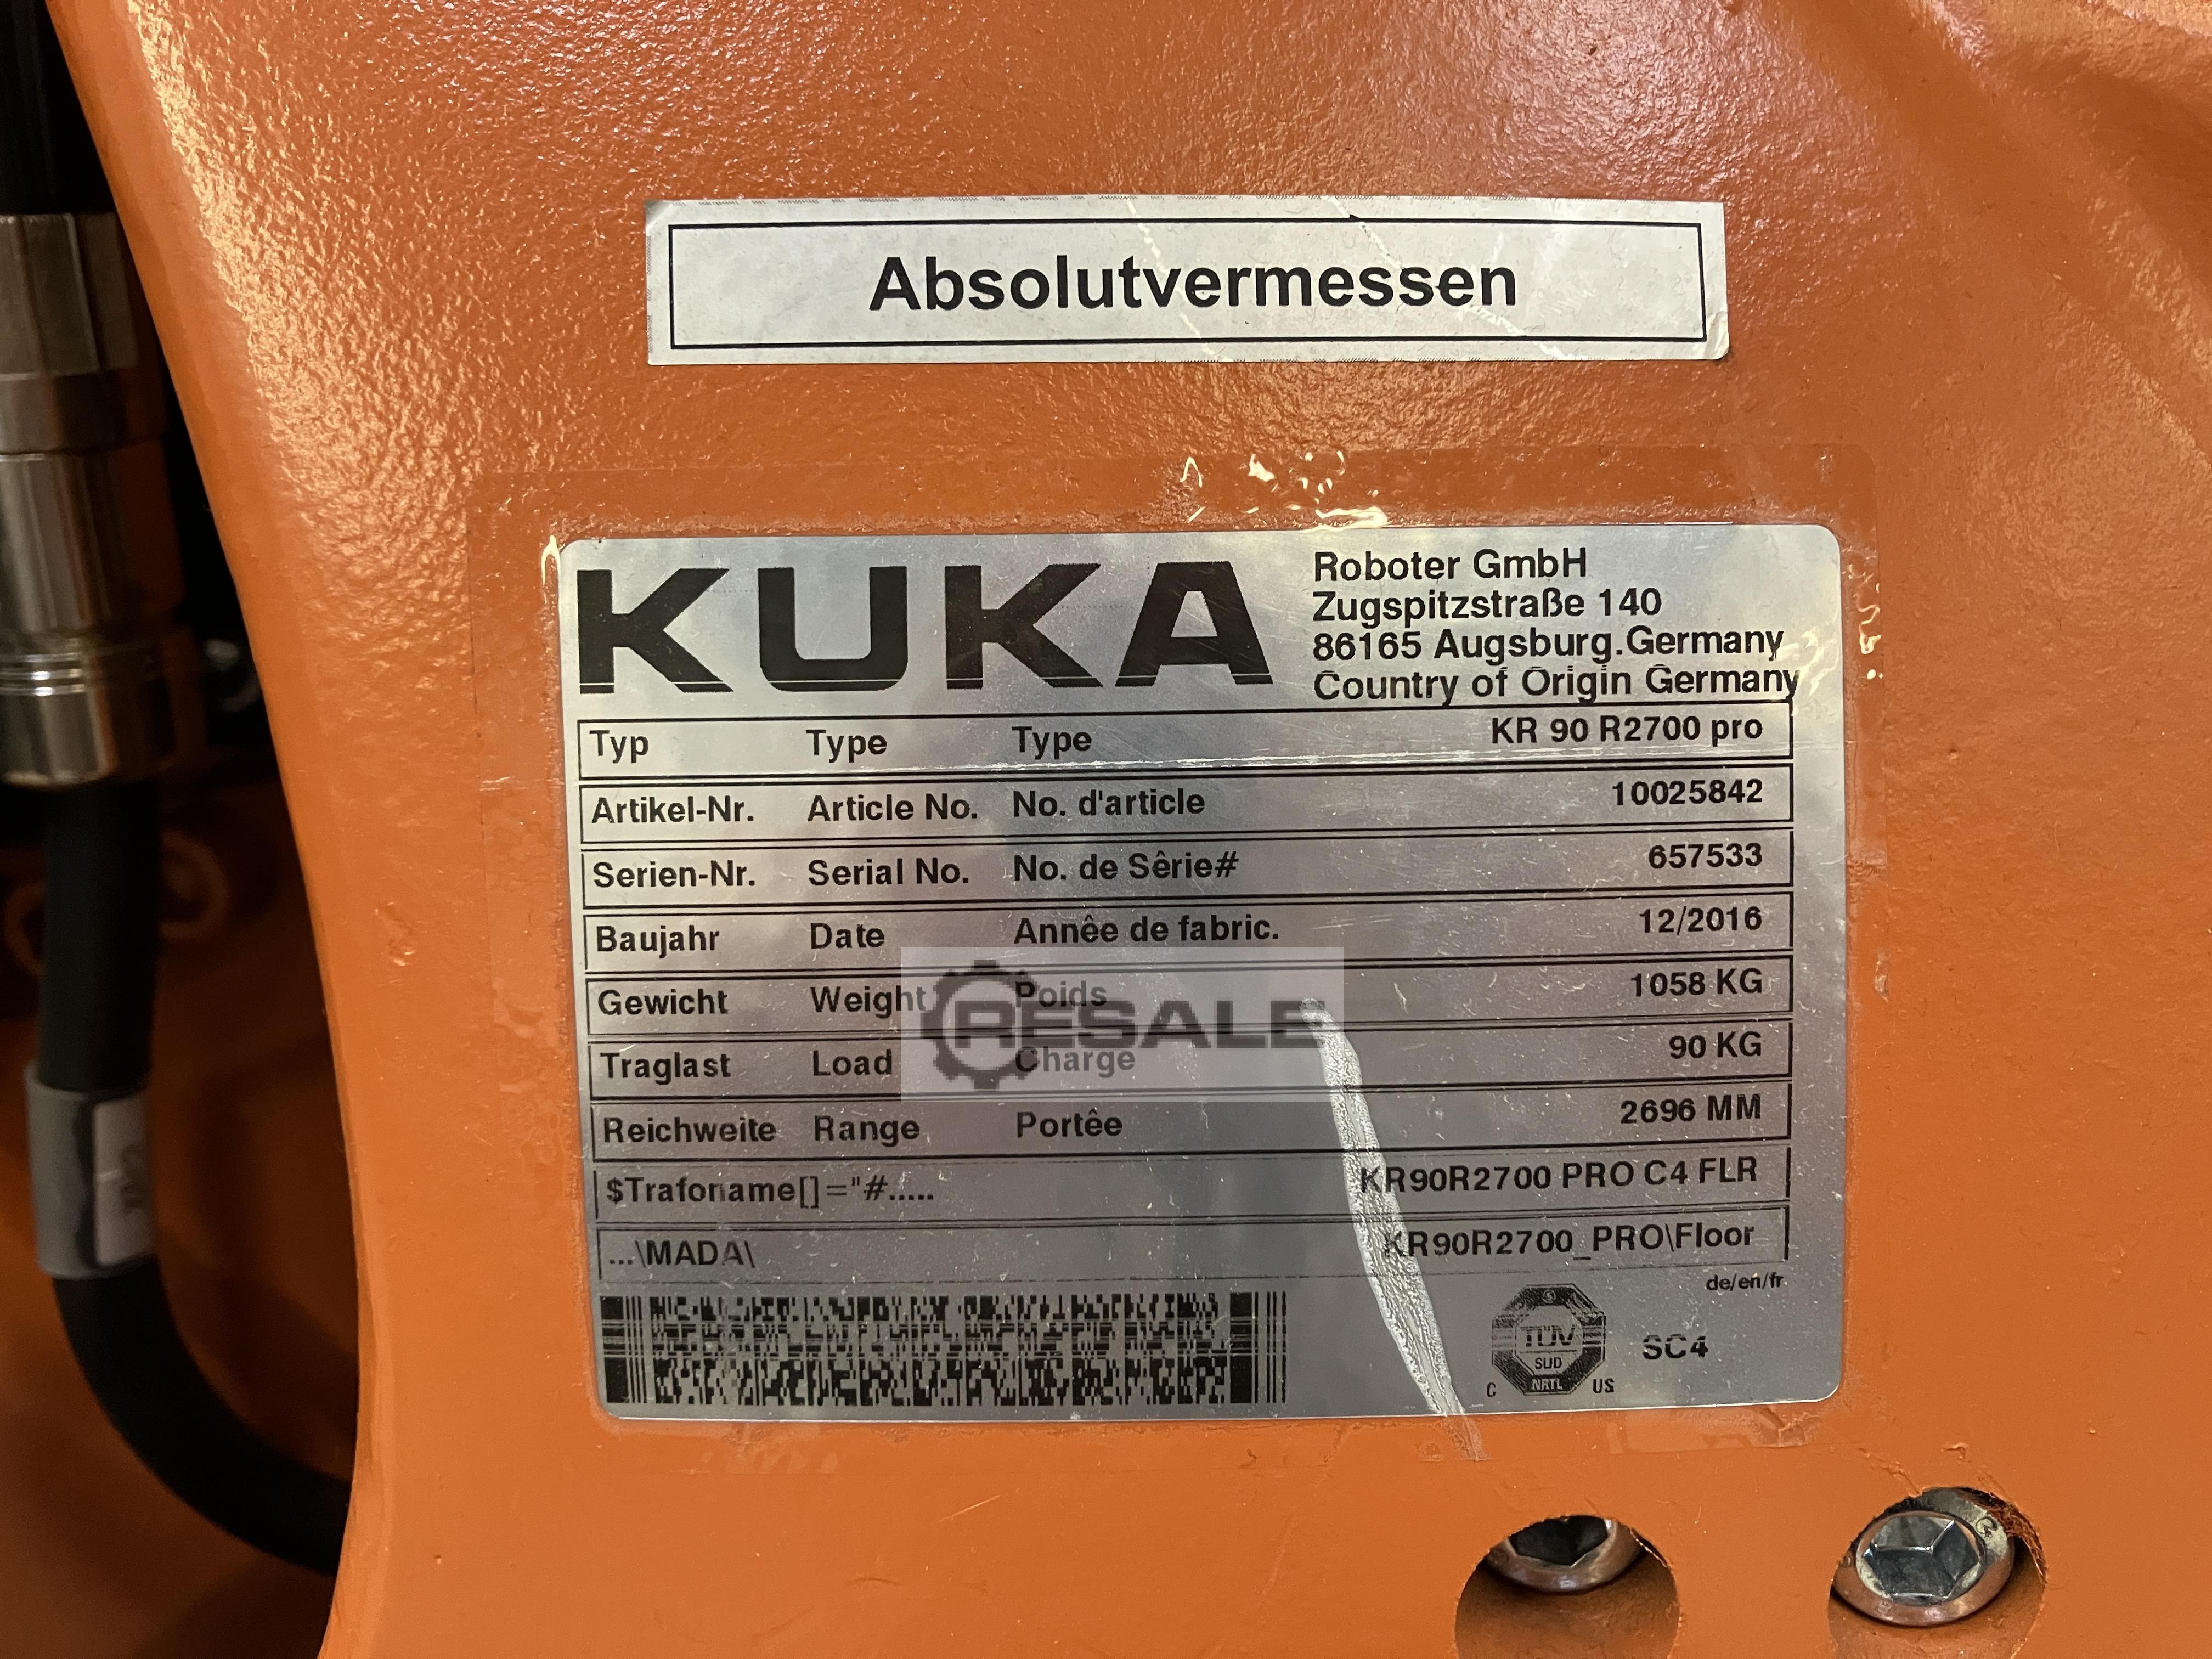 Absolutvermessen
KUKA
Roboter GmbH
Zugspitzstraße 140
86165 Augsburg.Germany
Country of Origin Germany
Typ Type Type KR 90 R2700 pro
Artikel-Nr. Article No. No. d'article 10025842
Serien-Nr. Serial No. No. de Sêrie# 657533
Baujahr Date Annêe de fabric. 12/2016
Gewicht Weight Poids 1058 KG
RESALE
Traglast Load Charge 90 KG
Reichweite Range Portêe 2696 MM
$Trafoname[]="#..... KR90R2700 PRO C4 FLR
...\MADA\ KR90R2700_PRO\Floor
de/en/fr
TÜV
SUD
NRTL
C US
SC4